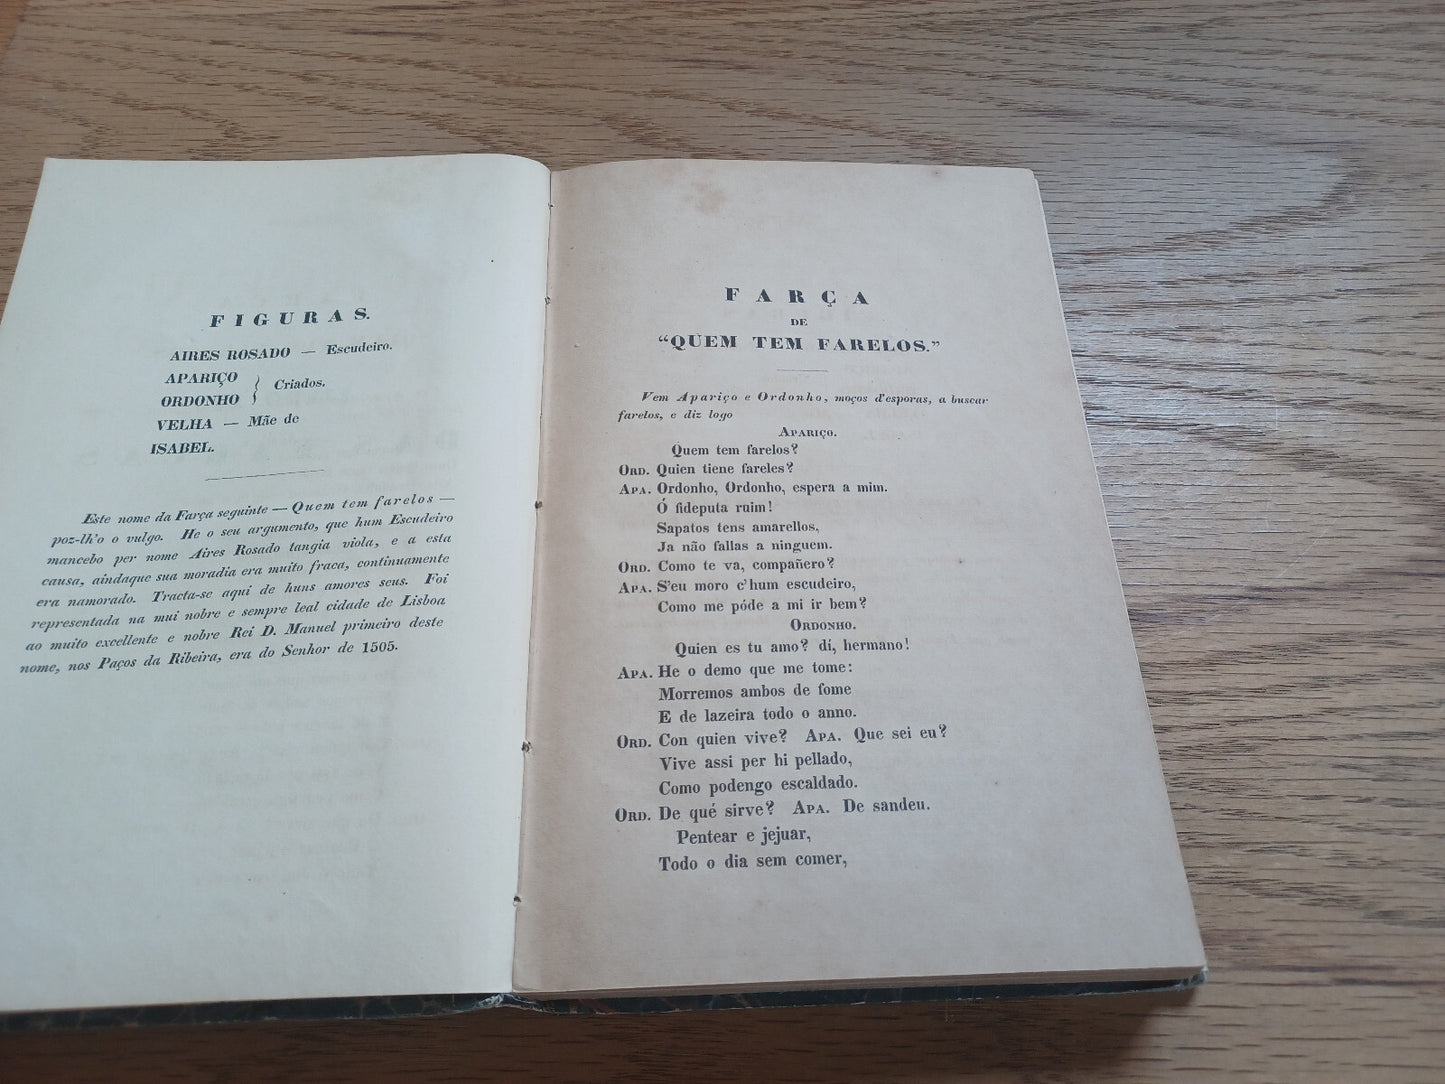 FIGURAS.
AIRES ROSADO — Escudeiro.
APARIÇO
ORDONHO } Criados.
VELHA — Mãe de
ISABEL.
Este nome da Farça seguinte — Quem tem farelos —
poz-lh'o o vulgo. He o seu argumento, que hum Escudeiro
mancebo per nome Aires Rosado tangia viola, e a esta
causa, aindaque sua moradia era muito fraca, continuamente
era namorado. Tracta-se aqui de huns amores seus. Foi
representada na mui nobre e sempre leal cidade de Lisboa
ao muito excellente e nobre Rei D. Manuel primeiro deste
nome, nos Paços da Ribeira, era do Senhor de 1505.
FARÇA
DE
“QUEM TEM FARELOS.”
Vem Apariço e Ordonho, moços d'esporas, a buscar
farelos, e diz logo
APARIÇO.
Quem tem farelos?
ORD. Quien tiene fareles?
APA. Ordonho, Ordonho, espera a mim.
Ó fideputa ruim!
Sapatos tens amarellos,
Ja não fallas a ninguem.
ORD. Como te va, compañero?
APA. S'eu moro c'hum escudeiro,
Como me póde a mi ir bem?
ORDONHO.
Quien es tu amo? dí, hermano!
APA. He o demo que me tome:
Morremos ambos de fome
E de lazeira todo o anno.
ORD. Con quien vive? APA. Que sei eu?
Vive assi per hi pellado,
Como podengo escaldado.
ORD. De qué sirve? APA. De sandeu.
Pentear e jejuar,
Todo o dia sem comer,